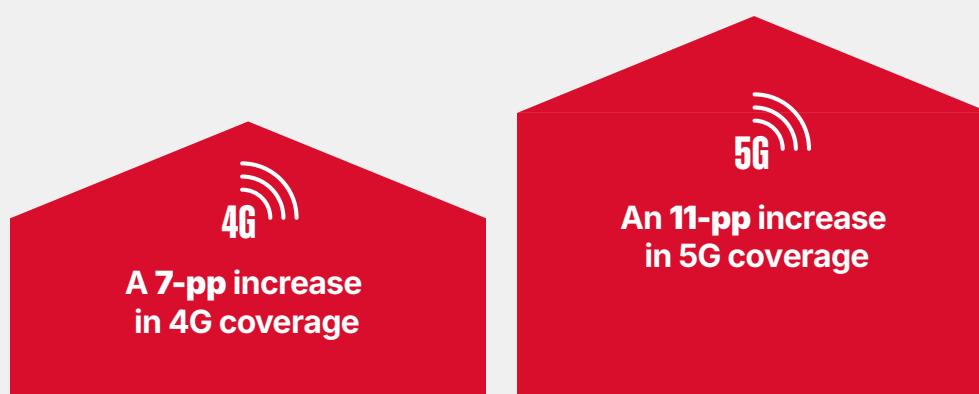 4G
A 7-pp increase
in 4G coverage
5G
An 11-pp increase
in 5G coverage